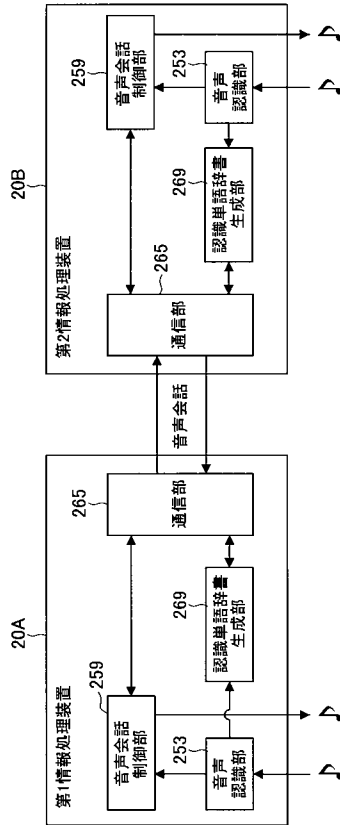 20A
第1情報処理装置
259
音声会話
制御部
253
音声
認識部
269
認識単語辞書
生成部
265
通信部
音声会話
20B
第2情報処理装置
265
通信部
259
音声会話
制御部
253
音声
認識部
269
認識単語辞書
生成部